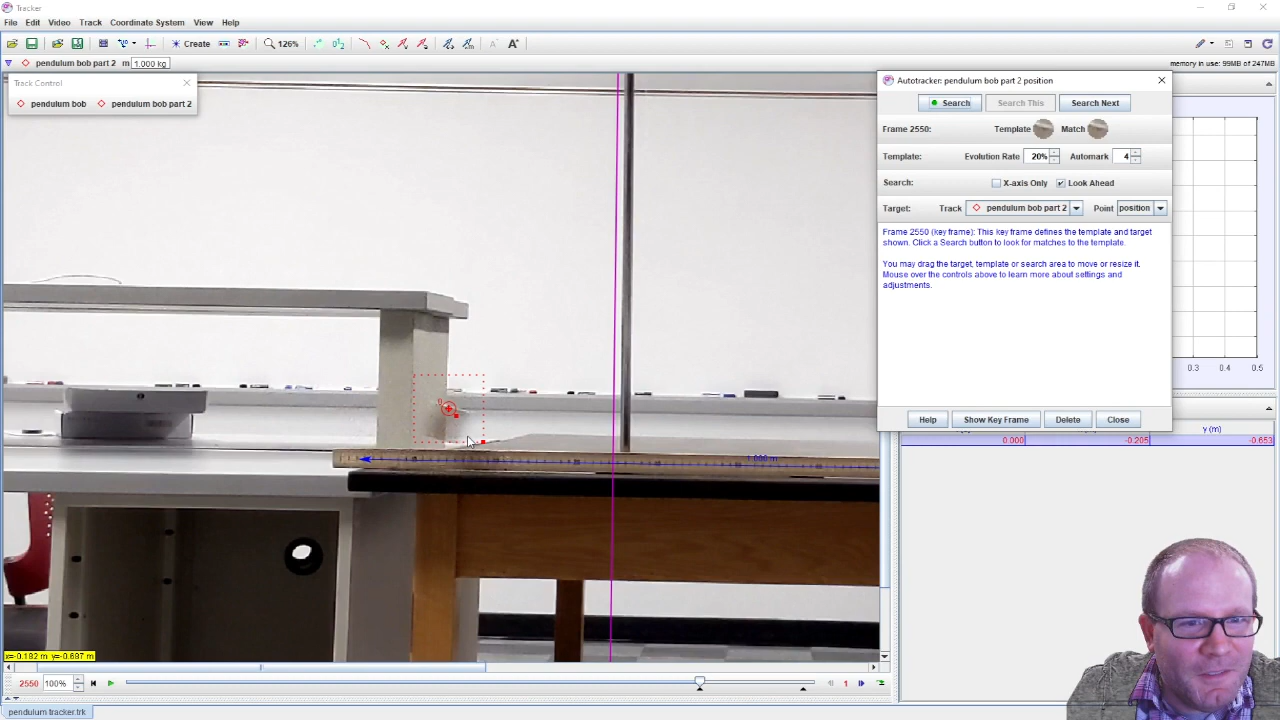 Tracker
File Edit Video Track Coordinate System View Help
Create 126%
memory in use: 99MB of 247MB
pendulum bob part 2 m 1.000 kg
Track Control
pendulum bob pendulum bob part 2
Autotracker: pendulum bob part 2 position
Search Search This Search Next
Frame 2550: Template Match
Template: Evolution Rate 20% Automark 4
Search: X-axis Only Look Ahead
Target: Track pendulum bob part 2 Point position
Frame 2550 (key frame): This key frame defines the template and target
shown. Click a Search button to look for matches to the template.
You may drag the target, template or search area to move or resize it.
Mouse over the controls above to learn more about settings and
adjustments.
Help Show Key Frame Delete Close
0.3 0.4 0.5
y (m)
0.000 -0.205 -0.653
1.000 m
x=-0.182 y=-0.687
2550 100% 1
pendulum tracker.trk